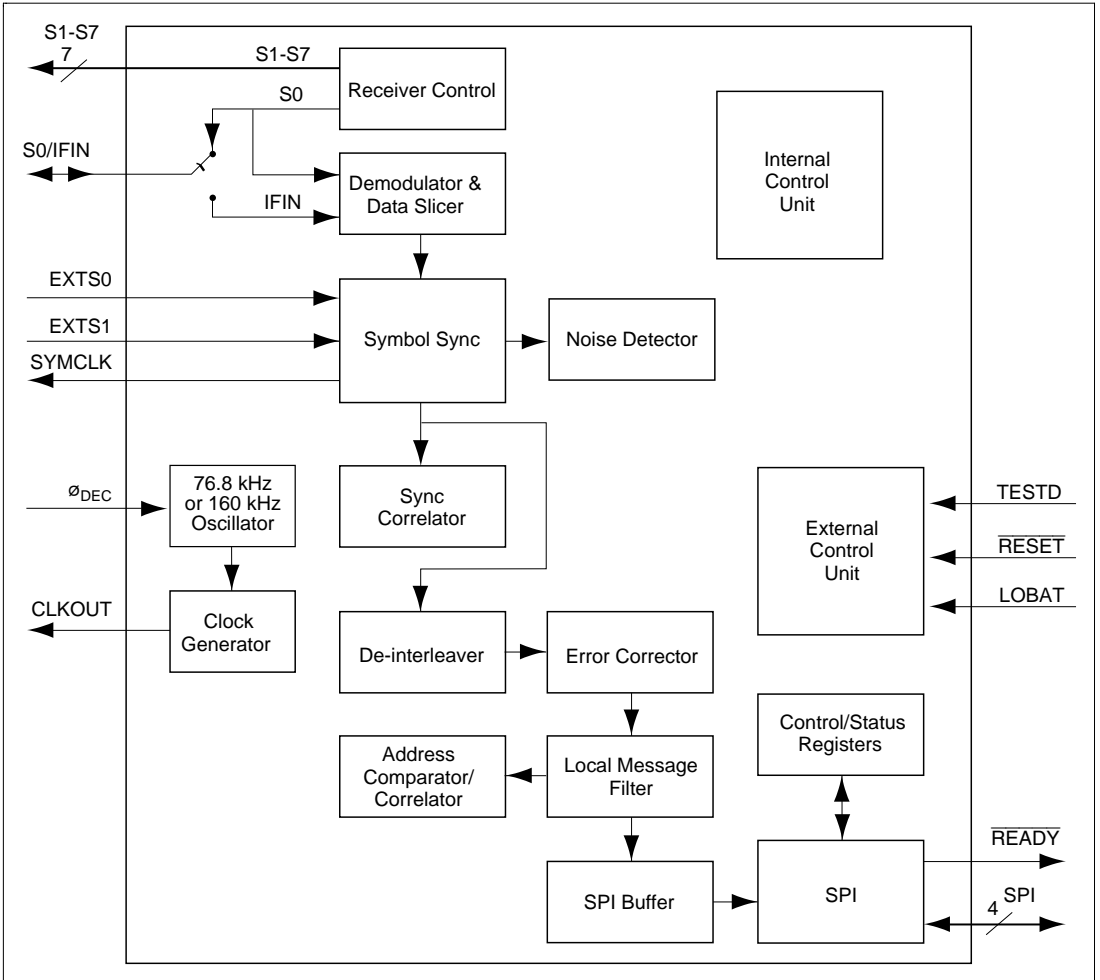 S1-S7
7
S1-S7
Receiver Control
S0
S0/IFIN
IFIN
Demodulator &
Data Slicer
Internal
Control
Unit
EXTS0
EXTS1
SYMCLK
Symbol Sync
Noise Detector
øDEC
76.8 kHz
or 160 kHz
Oscillator
Sync
Correlator
External
Control
Unit
TESTD
RESET
LOBAT
CLKOUT
Clock
Generator
De-interleaver
Error Corrector
Control/Status
Registers
Address
Comparator/
Correlator
Local Message
Filter
READY
SPI Buffer
SPI
4
SPI